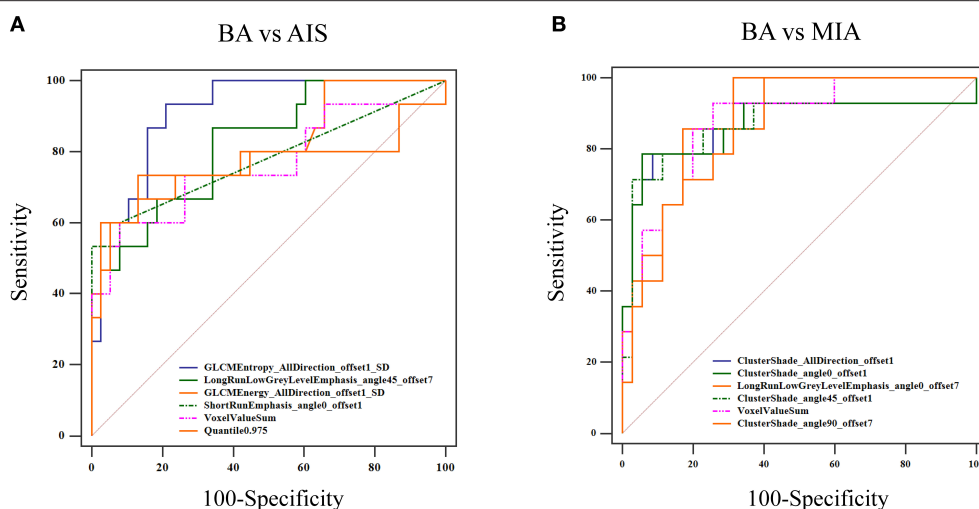 A
BA vs AIS
Sensitivity
100
80
60
40
20
0
0 20 40 60 80 100
100-Specificity
GLCMEntropy_AllDirection_offset1_SD
LongRunLowGreyLevelEmphasis_angle45_offset7
GLCMEnergy_AllDirection_offset1_SD
ShortRunEmphasis_angle0_offset1
VoxelValueSum
Quantile0.975
B
BA vs MIA
Sensitivity
100
80
60
40
20
0
0 20 40 60 80 100
100-Specificity
ClusterShade_AllDirection_offset1
ClusterShade_angle0_offset1
LongRunLowGreyLevelEmphasis_angle0_offset7
ClusterShade_angle45_offset1
VoxelValueSum
ClusterShade_angle90_offset7